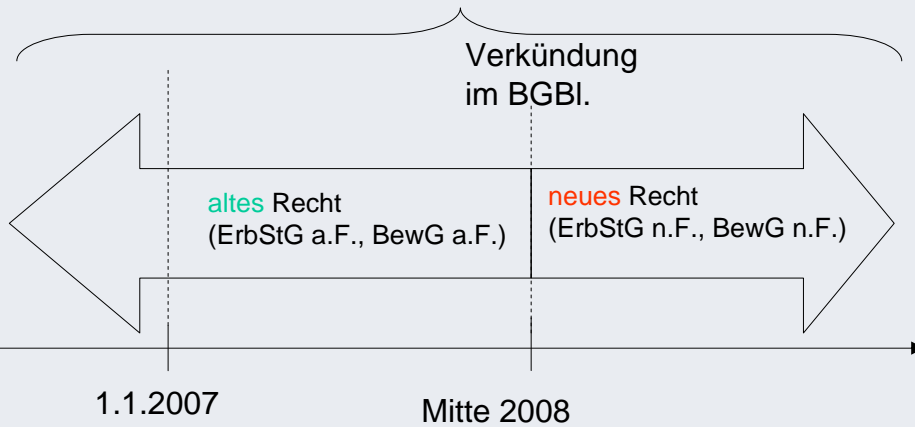 Verkündung
im BGBl.
altes Recht
(ErbStG a.F., BewG a.F.)
neues Recht
(ErbStG n.F., BewG n.F.)
1.1.2007
Mitte 2008